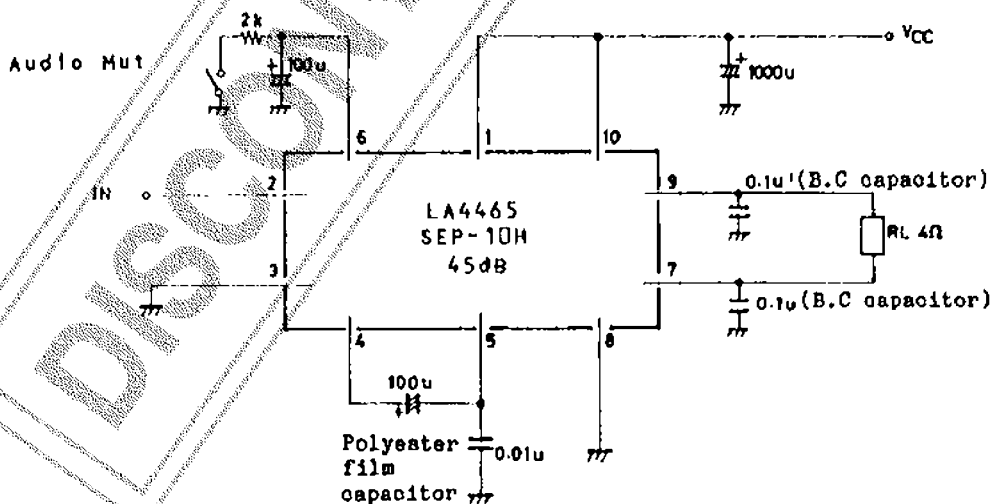 2k
VCC
Audio Mut
+ 100u
+ 1000u
6
1
10
2
9
0.1u (B.C capacitor)
IN
LA4465
SEP-10H
45dB
RL 4Ω
3
7
0.1u (B.C capacitor)
4
5
8
100u
+
Polyester
film
capacitor
0.01u
DISCON